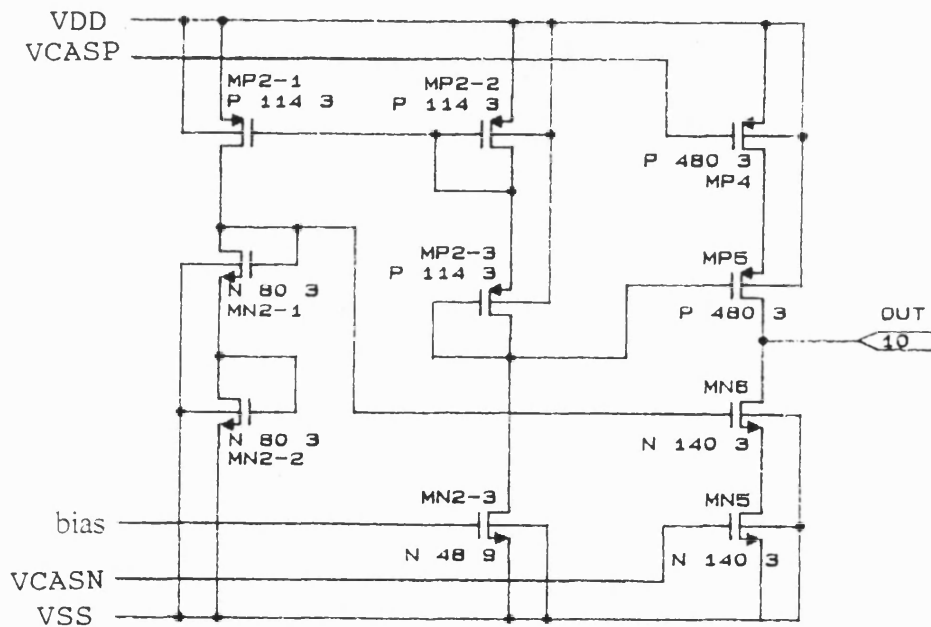 VDD
VCASP
MP2-1
P 114 3
MP2-2
P 114 3
P 480 3
MP4
MP2-3
P 114 3
MP5
P 480 3
N 80 3
MN2-1
OUT
10
MN6
N 140 3
N 80 3
MN2-2
MN2-3
N 48 9
MN5
N 140 3
bias
VCASN
VSS